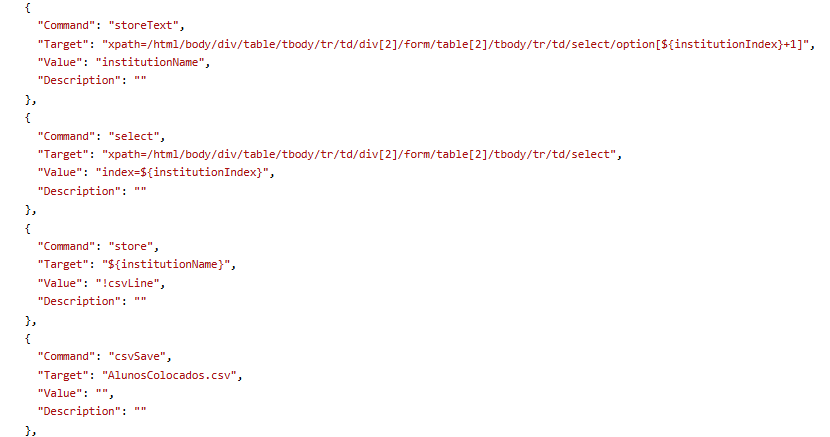 {
"Command": "storeText",
"Target": "xpath=/html/body/div/table/tbody/tr/td/div[2]/form/table[2]/tbody/tr/td/select/option[${institutionIndex}+1]",
"Value": "institutionName",
"Description": ""
},
{
"Command": "select",
"Target": "xpath=/html/body/div/table/tbody/tr/td/div[2]/form/table[2]/tbody/tr/td/select",
"Value": "index=${institutionIndex}",
"Description": ""
},
{
"Command": "store",
"Target": "${institutionName}",
"Value": "!csvLine",
"Description": ""
},
{
"Command": "csvSave",
"Target": "AlunosColocados.csv",
"Value": "",
"Description": ""
},